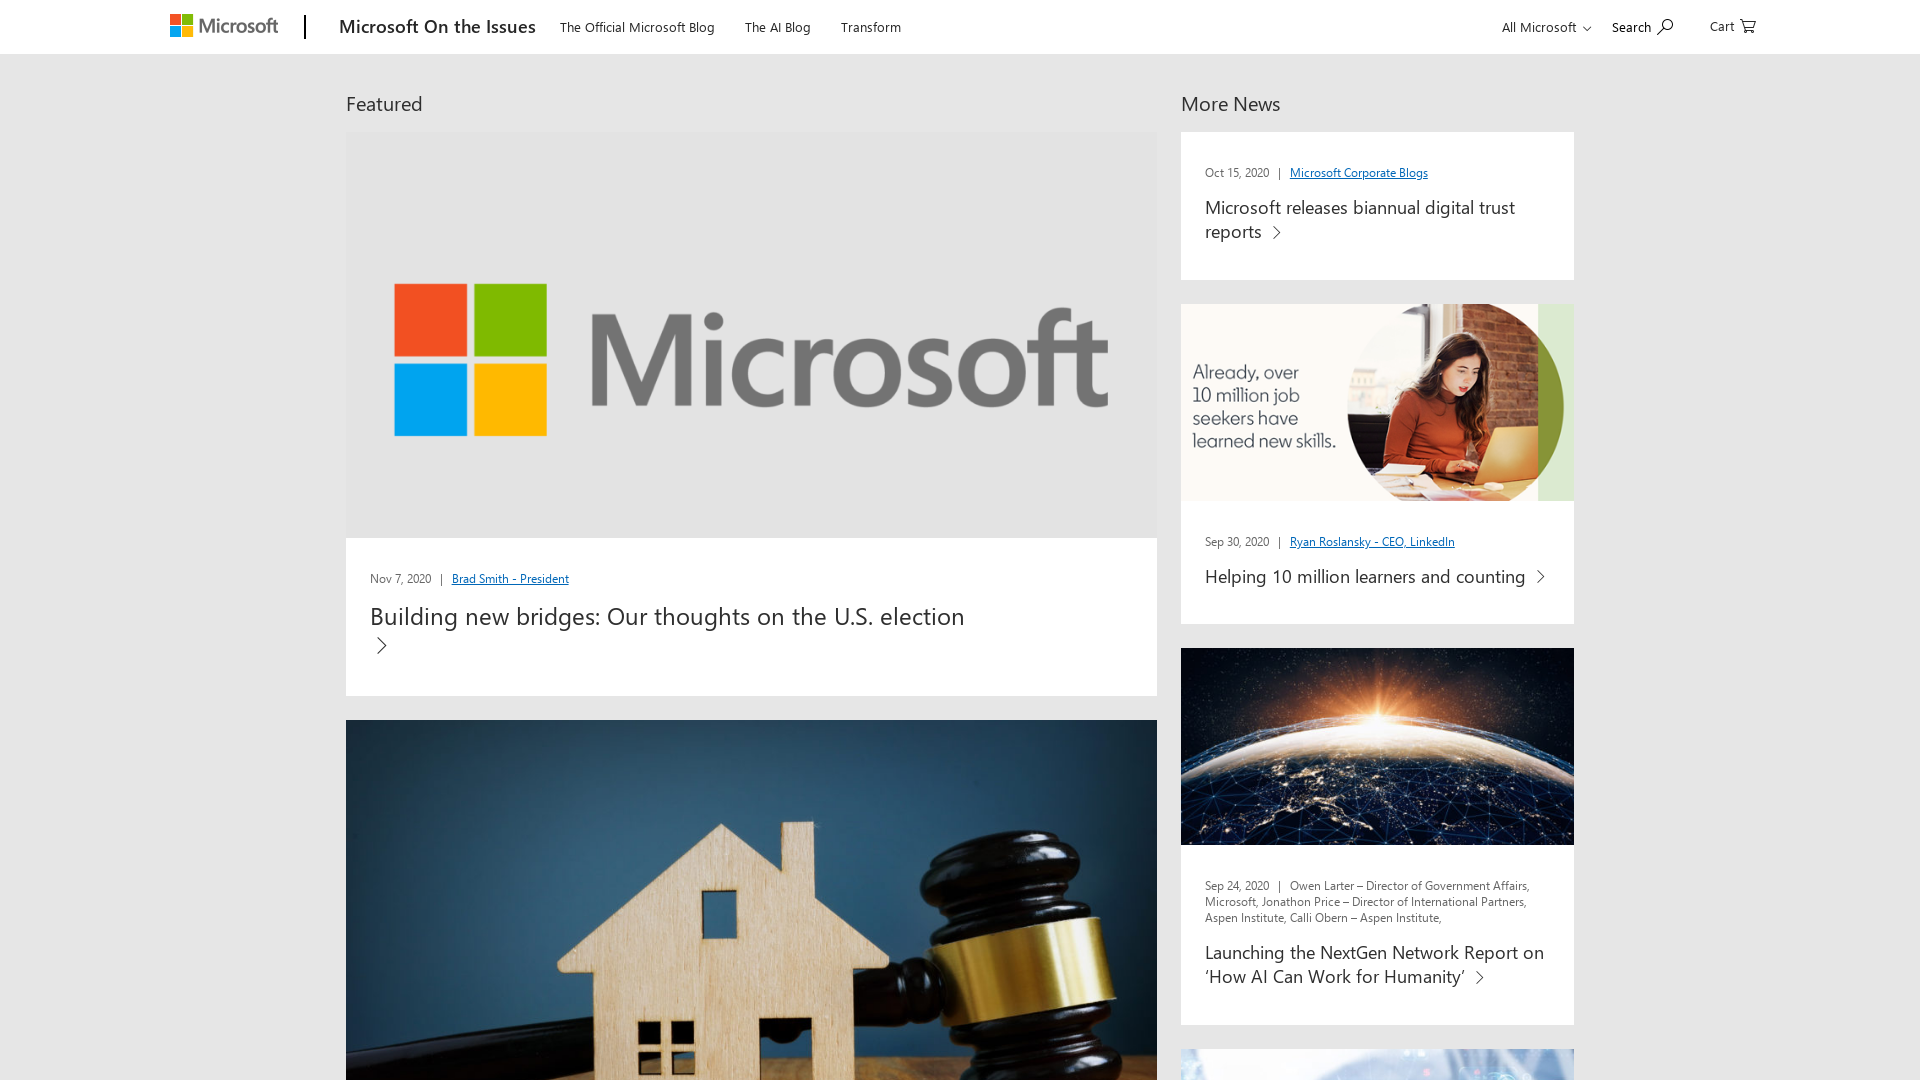 Microsoft
Microsoft On the Issues
The Official Microsoft Blog
The AI Blog
Transform
All Microsoft
Search
Cart
Featured
Microsoft
Nov 7, 2020 | Brad Smith - President
Building new bridges: Our thoughts on the U.S. election
More News
Oct 15, 2020 | Microsoft Corporate Blogs
Microsoft releases biannual digital trust
reports
Already, over
10 million job
seekers have
learned new skills.
Sep 30, 2020 | Ryan Roslansky - CEO, LinkedIn
Helping 10 million learners and counting
Sep 24, 2020 | Owen Larter – Director of Government Affairs,
Microsoft, Jonathon Price – Director of International Partners,
Aspen Institute, Calli Obern – Aspen Institute,
Launching the NextGen Network Report on
‘How AI Can Work for Humanity’